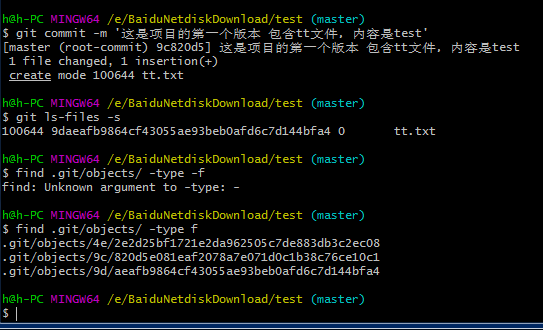 h@h-PC MINGW64 /e/BaiduNetdiskDownload/test (master)
$ git commit -m '这是项目的第一个版本 包含tt文件, 内容是test'
[master (root-commit) 9c820d5] 这是项目的第一个版本 包含tt文件, 内容是test
1 file changed, 1 insertion(+)
create mode 100644 tt.txt
h@h-PC MINGW64 /e/BaiduNetdiskDownload/test (master)
$ git ls-files -s
100644 9daeafb9864cf43055ae93beb0afd6c7d144bfa4 0 tt.txt
h@h-PC MINGW64 /e/BaiduNetdiskDownload/test (master)
$ find .git/objects/ -type -f
find: Unknown argument to -type: -
h@h-PC MINGW64 /e/BaiduNetdiskDownload/test (master)
$ find .git/objects/ -type f
.git/objects/4e/2e2d25bf1721e2da962505c7de883db3c2ec08
.git/objects/9c/820d5e081eaf2078a7e071d0c1b38c76ce10c1
.git/objects/9d/aeafb9864cf43055ae93beb0afd6c7d144bfa4
h@h-PC MINGW64 /e/BaiduNetdiskDownload/test (master)
$